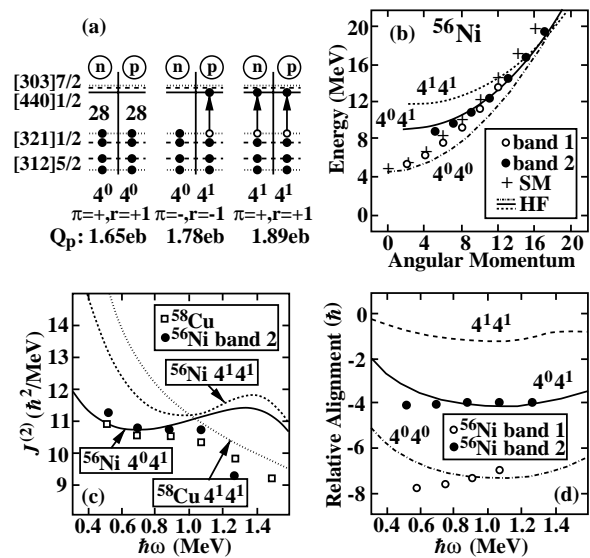 (a)
n p n p n p
[303]7/2
[440]1/2
28 28
[321]1/2
[312]5/2
4⁰ 4⁰ 4⁰ 4¹ 4¹ 4¹
π=+,r=+1 π=-,r=-1 π=+,r=+1
Qp: 1.65eb 1.78eb 1.89eb
(b) ⁵⁶Ni
Energy (MeV)
20
16
12
8
4
0
4¹4¹
4⁰4¹
4⁰4⁰
band 1
band 2
SM
HF
0 4 8 12 16 20
Angular Momentum
J⁽²⁾(ℏ²/MeV)
14
13
12
11
10
9
⁵⁸Cu
⁵⁶Ni band 2
⁵⁶Ni 4¹4¹
⁵⁶Ni 4⁰4¹
⁵⁸Cu 4¹4¹
(c)
0.4 0.6 0.8 1.0 1.2 1.4
ℏω (MeV)
Relative Alignment (ℏ)
0
-2
-4
-6
-8
4¹4¹
4⁰4¹
4⁰4⁰
⁵⁶Ni band 1
⁵⁶Ni band 2
(d)
0.4 0.6 0.8 1.0 1.2 1.4
ℏω (MeV)